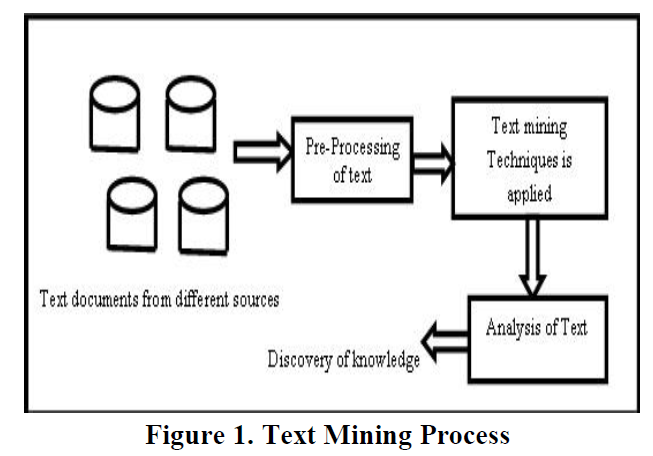 Pre-Processing
of text
Text mining
Techniques is
applied
Text documents from different sources
Analysis of Text
Discovery of knowledge
Figure 1. Text Mining Process